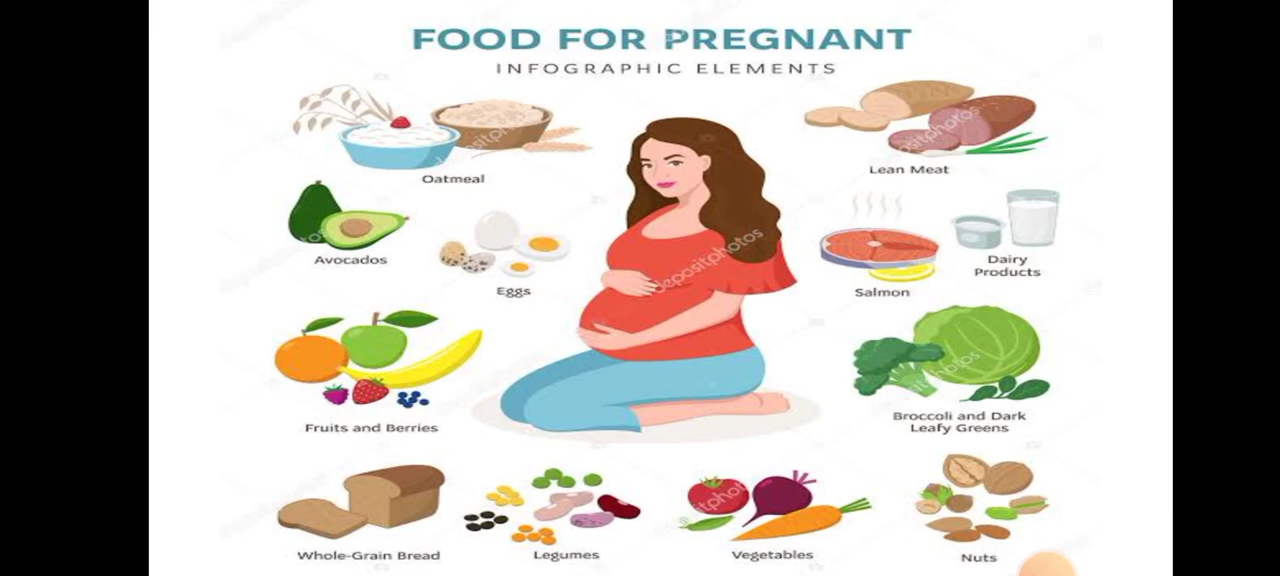 FOOD FOR PREGNANT
INFOGRAPHIC ELEMENTS
Oatmeal
Lean Meat
Avocados
Eggs
Salmon
Dairy
Products
Fruits and Berries
Broccoli and Dark
Leafy Greens
Whole-Grain Bread
Legumes
Vegetables
Nuts
depositphotos